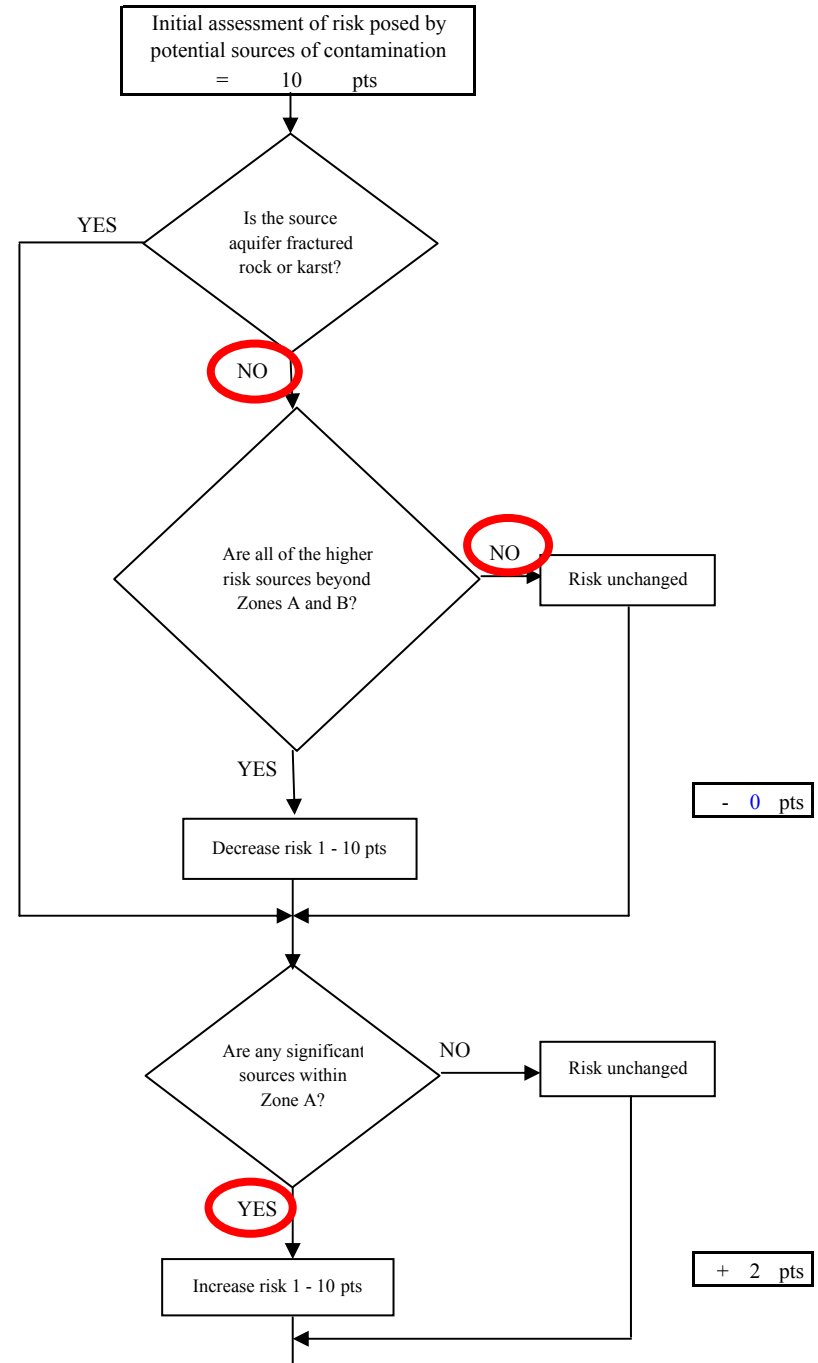 Initial assessment of risk posed by
potential sources of contamination
= 10 pts
YES
Is the source
aquifer fractured
rock or karst?
NO
Are all of the higher
risk sources beyond
Zones A and B?
NO
Risk unchanged
YES
- 0 pts
Decrease risk 1 - 10 pts
Are any significant
sources within
Zone A?
NO
Risk unchanged
YES
+ 2 pts
Increase risk 1 - 10 pts